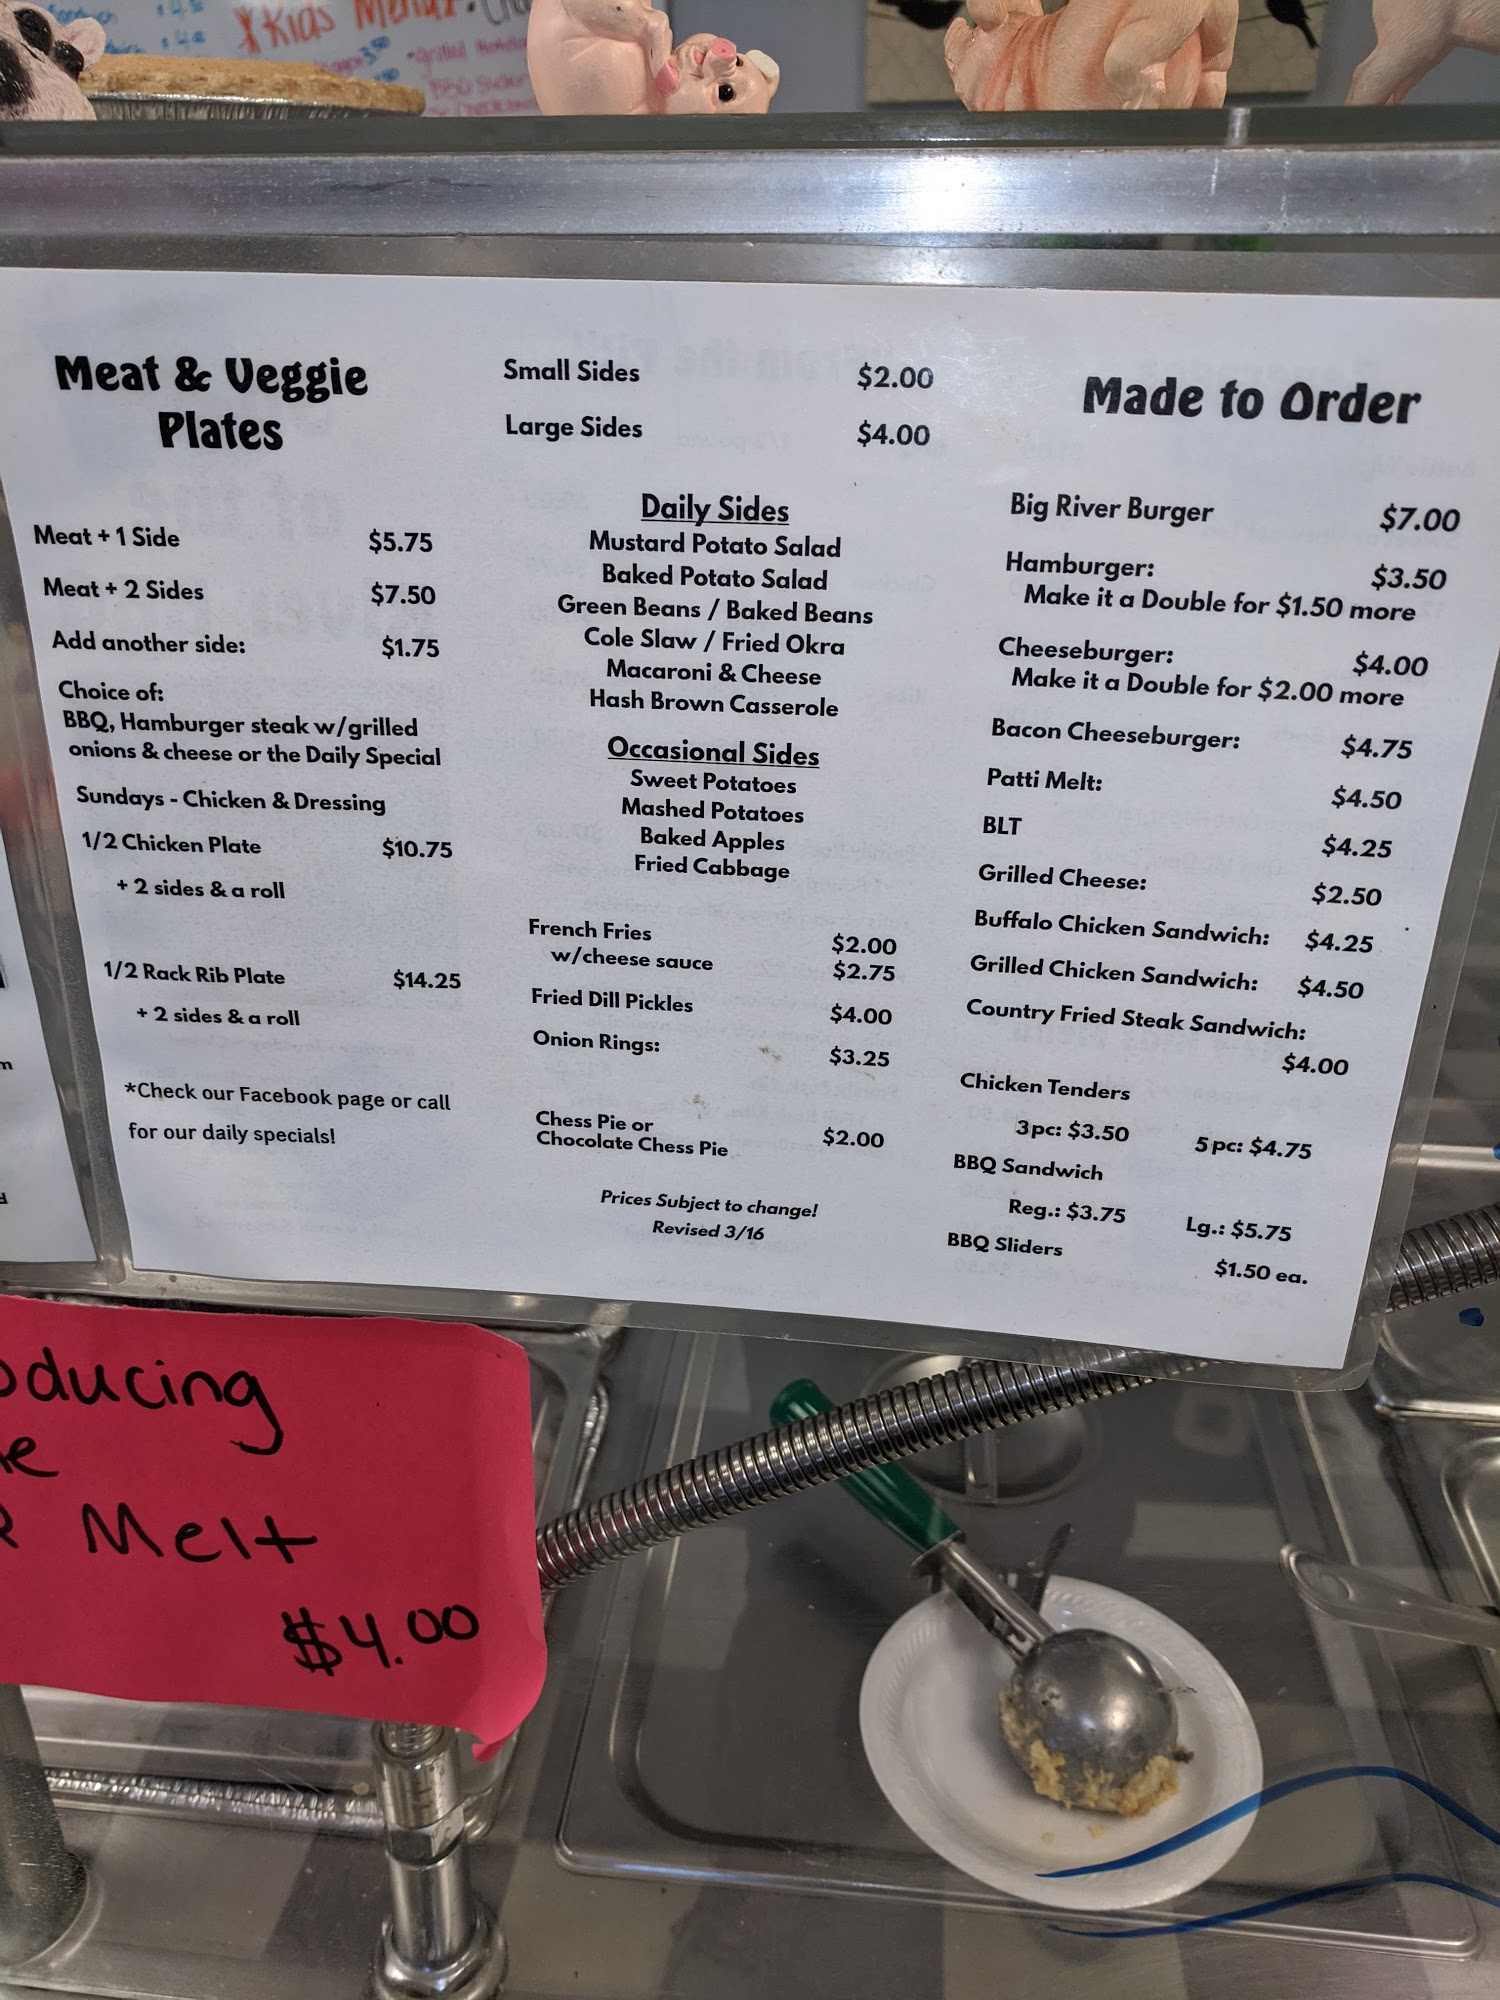 Kids Menu
Meat & Veggie
Plates
Meat + 1 Side $5.75
Meat + 2 Sides $7.50
Add another side: $1.75
Choice of:
BBQ, Hamburger steak w/grilled
onions & cheese or the Daily Special
Sundays - Chicken & Dressing
1/2 Chicken Plate $10.75
+ 2 sides & a roll
1/2 Rack Rib Plate $14.25
+ 2 sides & a roll
*Check our Facebook page or call
for our daily specials!
Small Sides $2.00
Large Sides $4.00
Daily Sides
Mustard Potato Salad
Baked Potato Salad
Green Beans / Baked Beans
Cole Slaw / Fried Okra
Macaroni & Cheese
Hash Brown Casserole
Occasional Sides
Sweet Potatoes
Mashed Potatoes
Baked Apples
Fried Cabbage
French Fries $2.00
w/cheese sauce $2.75
Fried Dill Pickles $4.00
Onion Rings: $3.25
Chess Pie or
Chocolate Chess Pie $2.00
Prices Subject to change!
Revised 3/16
Made to Order
Big River Burger $7.00
Hamburger: $3.50
Make it a Double for $1.50 more
Cheeseburger: $4.00
Make it a Double for $2.00 more
Bacon Cheeseburger: $4.75
Patti Melt: $4.50
BLT $4.25
Grilled Cheese: $2.50
Buffalo Chicken Sandwich: $4.25
Grilled Chicken Sandwich: $4.50
Country Fried Steak Sandwich:
$4.00
Chicken Tenders
3pc: $3.50 5pc: $4.75
BBQ Sandwich
Reg.: $3.75 Lg.: $5.75
BBQ Sliders
$1.50 ea.
oducing
e
Melt
$4.00